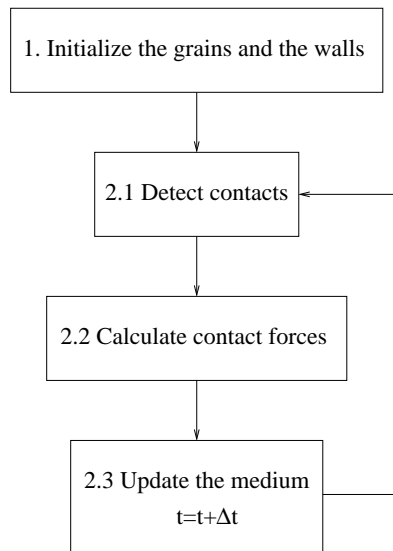 1. Initialize the grains and the walls
2.1 Detect contacts
2.2 Calculate contact forces
2.3 Update the medium
t=t+Δt